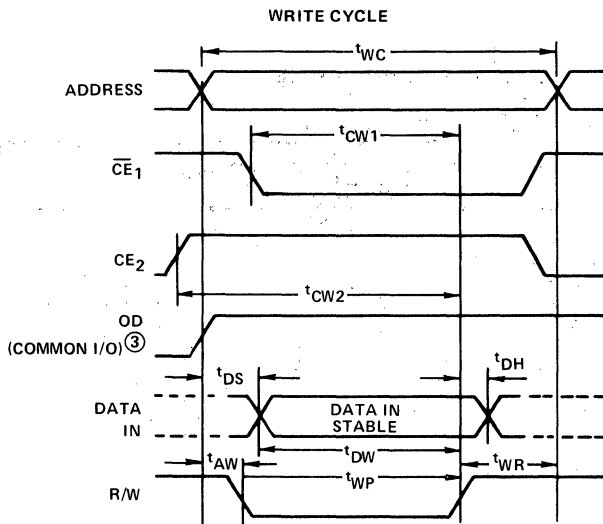 WRITE CYCLE
tWC
ADDRESS
tCW1
CE1
CE2
tCW2
OD
(COMMON I/O) ③
tDS
tDH
DATA IN
DATA IN STABLE
tDW
tAW
tWP
tWR
R/W